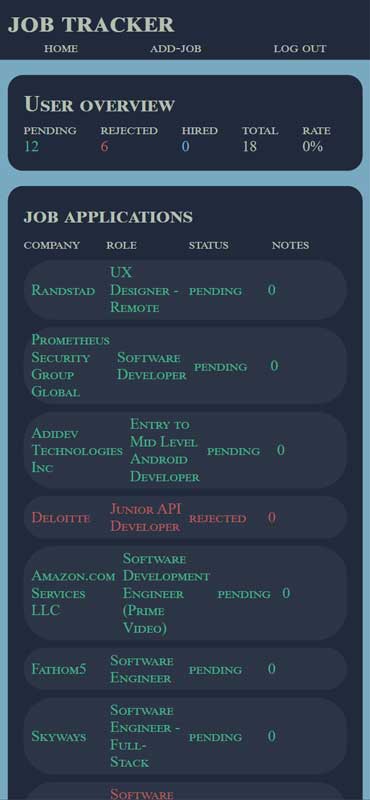 JOB TRACKER
HOME ADD-JOB LOG OUT
User overview
PENDING REJECTED HIRED TOTAL RATE
12 6 0 18 0%
JOB APPLICATIONS
COMPANY ROLE STATUS NOTES
Randstad UX Designer - Remote PENDING 0
Prometheus Security Group Global Software Developer PENDING 0
Adidev Technologies Inc Entry to Mid Level Android Developer PENDING 0
Deloitte Junior API Developer REJECTED 0
Amazon.com Services LLC Software Development Engineer (Prime Video) PENDING 0
Fathom5 Software Engineer PENDING 0
Skyways Software Engineer - Full-Stack PENDING 0
Software